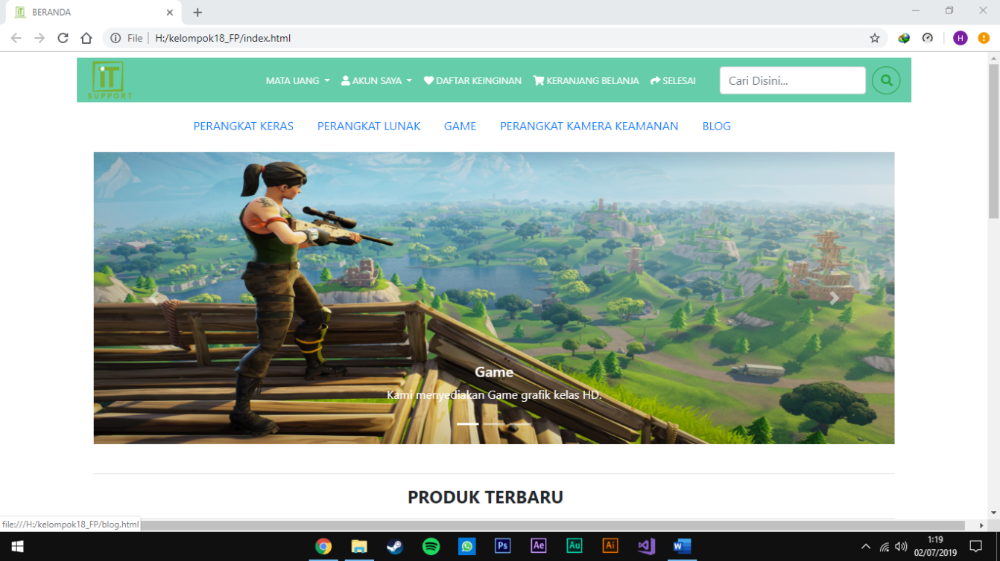 BERANDA
File | H:/kelompok18_FP/index.html
H
iT
SUPPORT
MATA UANG
AKUN SAYA
DAFTAR KEINGINAN
KERANJANG BELANJA
SELESAI
Cari Disini...
PERANGKAT KERAS
PERANGKAT LUNAK
GAME
PERANGKAT KAMERA KEAMANAN
BLOG
Game
Kami menyediakan Game grafik kelas HD.
PRODUK TERBARU
file:///H:/kelompok18_FP/blog.html
Ps
Ae
Au
Ai
W
1:19
02/07/2019